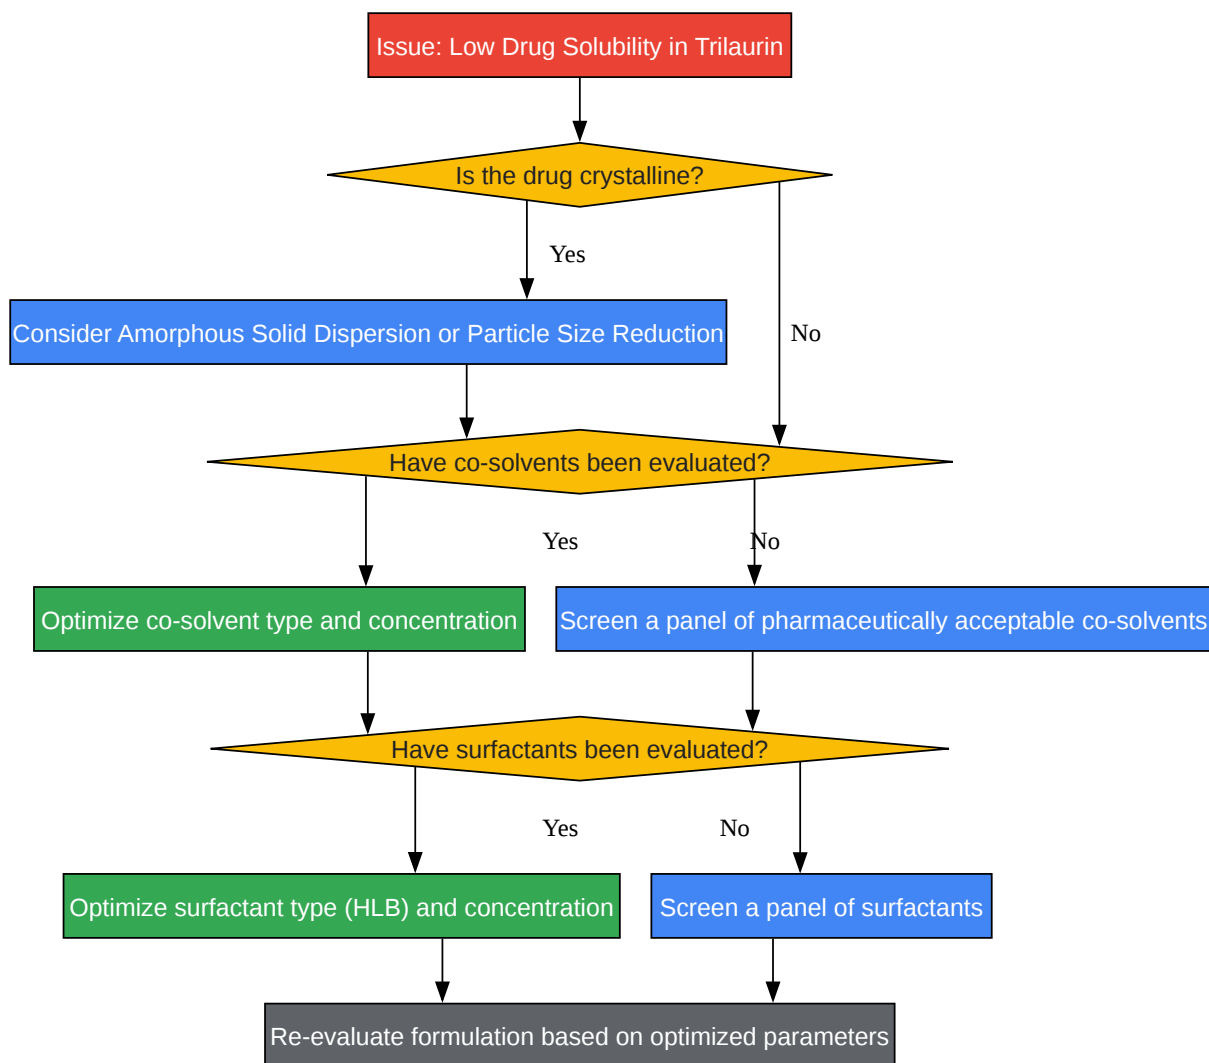 Issue: Low Drug Solubility in Trilaurin
Is the drug crystalline?
Yes
Consider Amorphous Solid Dispersion or Particle Size Reduction
No
Have co-solvents been evaluated?
Yes
No
Optimize co-solvent type and concentration
Screen a panel of pharmaceutically acceptable co-solvents
Have surfactants been evaluated?
Yes
No
Optimize surfactant type (HLB) and concentration
Screen a panel of surfactants
Re-evaluate formulation based on optimized parameters